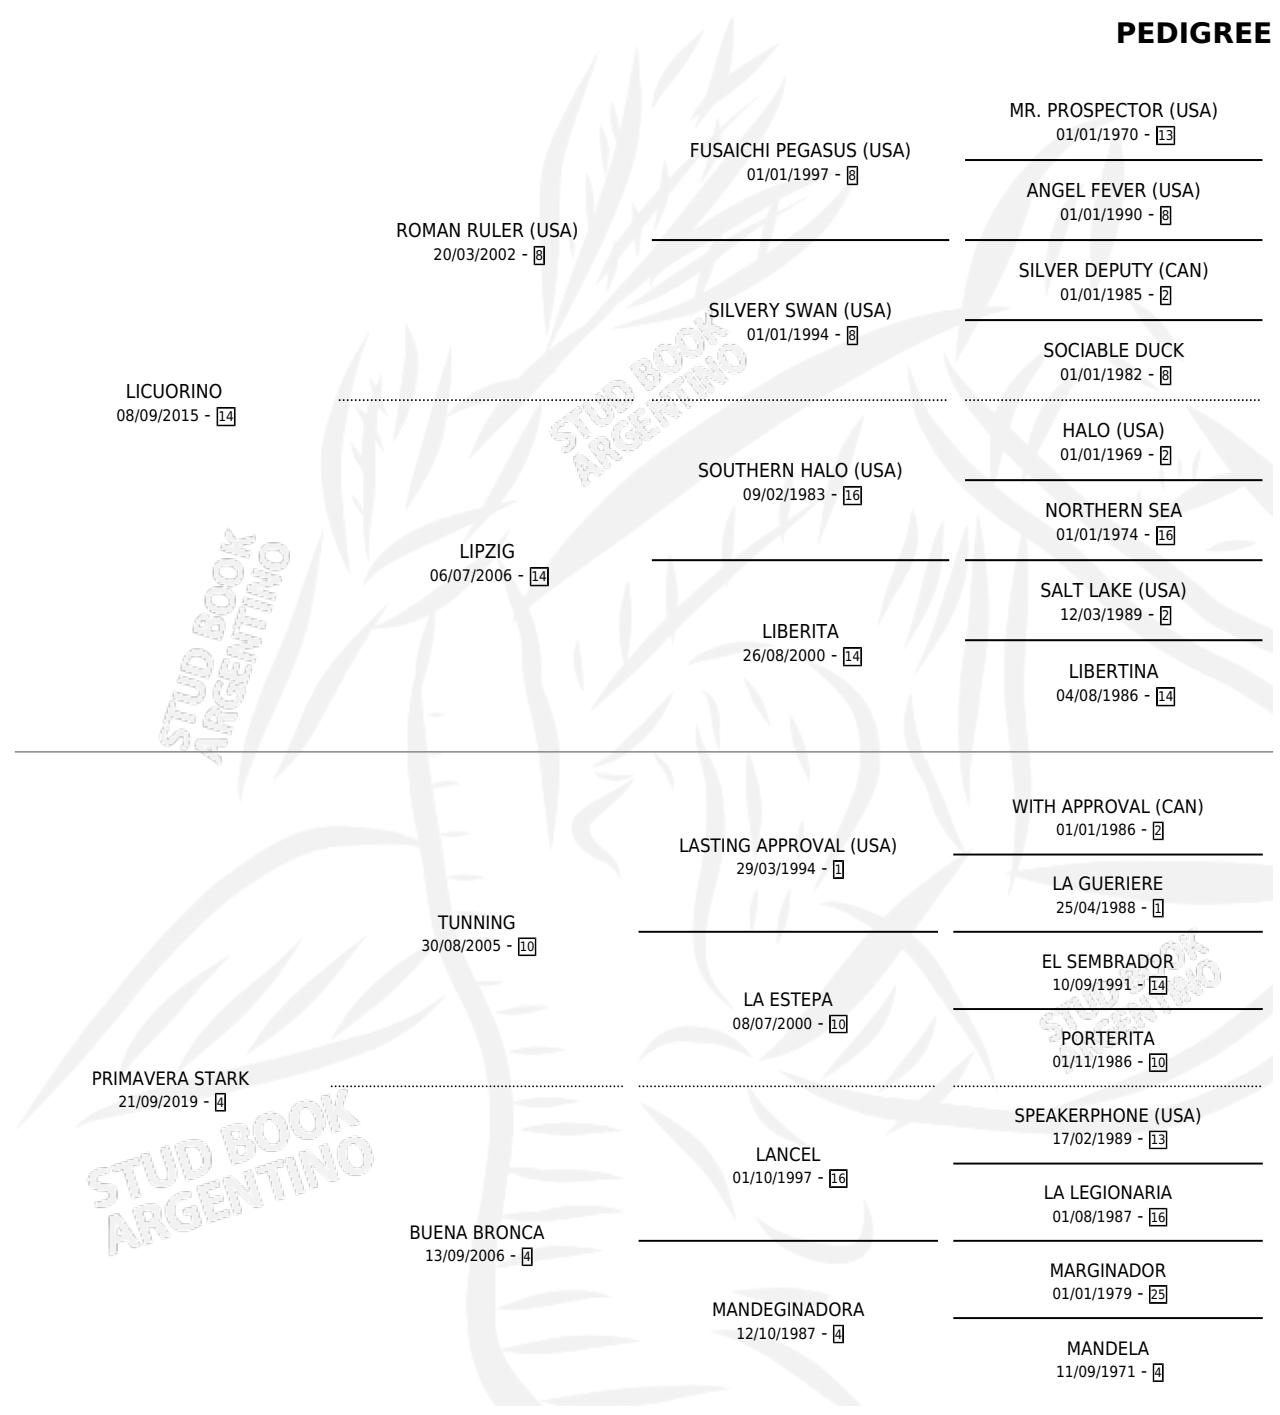 PEDIGREE
MR. PROSPECTOR (USA)
01/01/1970 - 13
FUSAICHI PEGASUS (USA)
01/01/1997 - 8
ANGEL FEVER (USA)
01/01/1990 - 8
ROMAN RULER (USA)
20/03/2002 - 8
SILVER DEPUTY (CAN)
01/01/1985 - 2
SILVERY SWAN (USA)
01/01/1994 - 8
SOCIABLE DUCK
01/01/1982 - 8
STUD BOOK
ARGENTINO
LICUORINO
08/09/2015 - 14
HALO (USA)
01/01/1969 - 2
SOUTHERN HALO (USA)
09/02/1983 - 16
NORTHERN SEA
01/01/1974 - 16
LIPZIG
06/07/2006 - 14
SALT LAKE (USA)
12/03/1989 - 2
LIBERITA
26/08/2000 - 14
LIBERTINA
04/08/1986 - 14
STUD BOOK
ARGENTINO
WITH APPROVAL (CAN)
01/01/1986 - 2
LASTING APPROVAL (USA)
29/03/1994 - 1
LA GUERIERE
25/04/1988 - 1
TUNNING
30/08/2005 - 10
EL SEMBRADOR
10/09/1991 - 14
LA ESTEPA
08/07/2000 - 10
PORTERITA
01/11/1986 - 10
STUD BOOK
ARGENTINO
PRIMAVERA STARK
21/09/2019 - 4
SPEAKERPHONE (USA)
17/02/1989 - 13
LANCEL
01/10/1997 - 16
LA LEGIONARIA
01/08/1987 - 16
STUD BOOK
ARGENTINO
BUENA BRONCA
13/09/2006 - 4
MARGINADOR
01/01/1979 - 25
MANDEGINADORA
12/10/1987 - 4
MANDELA
11/09/1971 - 4